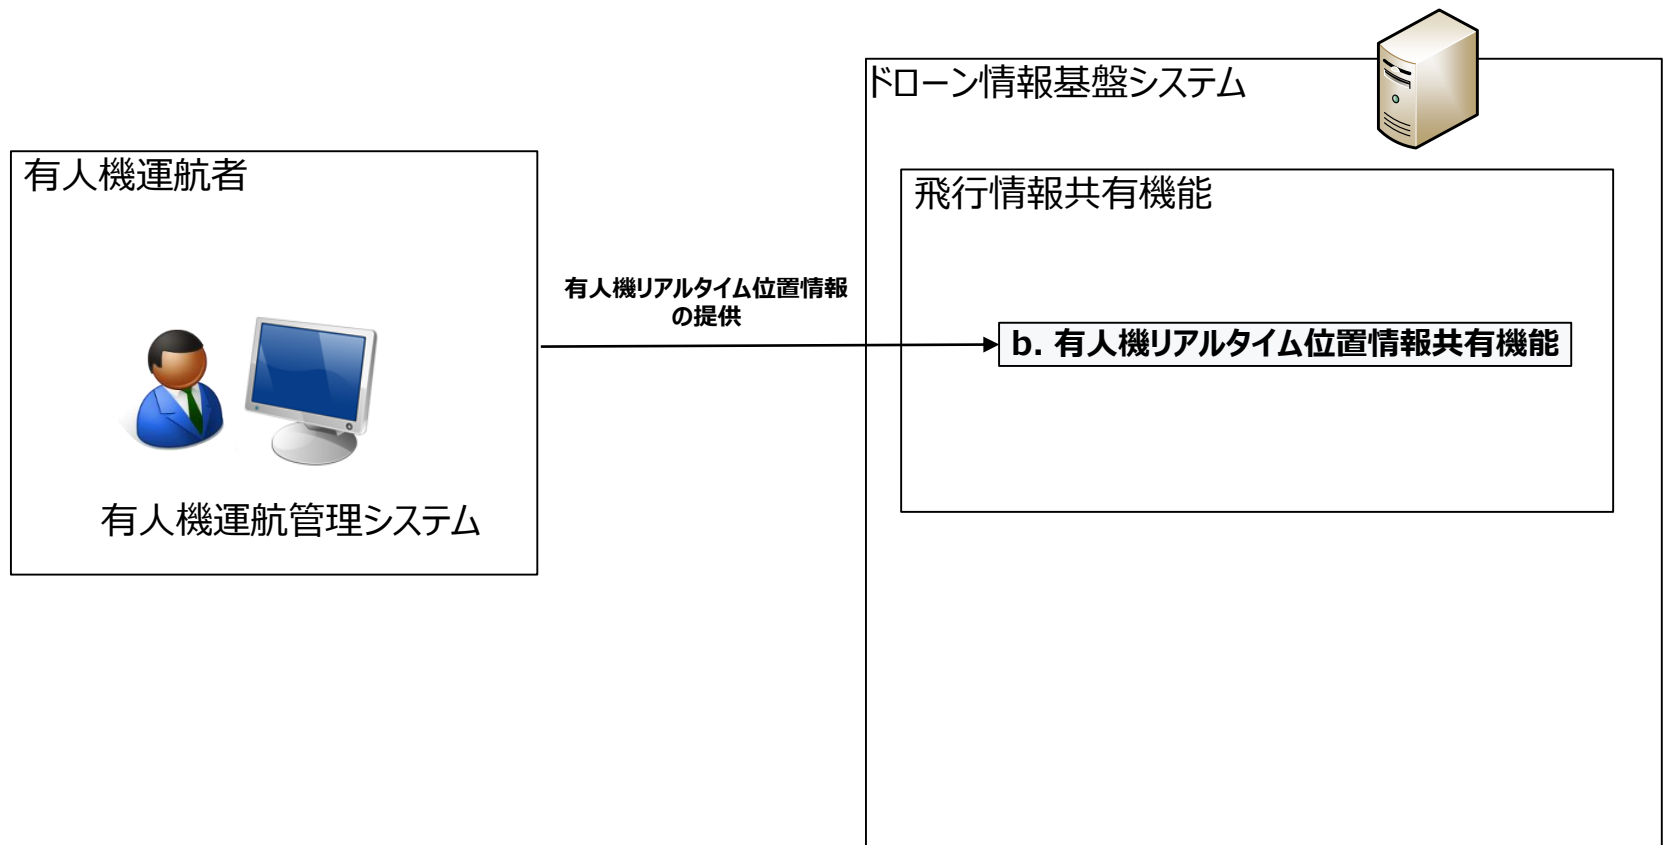 ドローン情報基盤システム
有人機運航者
飛行情報共有機能
有人機リアルタイム位置情報
の提供
b. 有人機リアルタイム位置情報共有機能
有人機運航管理システム